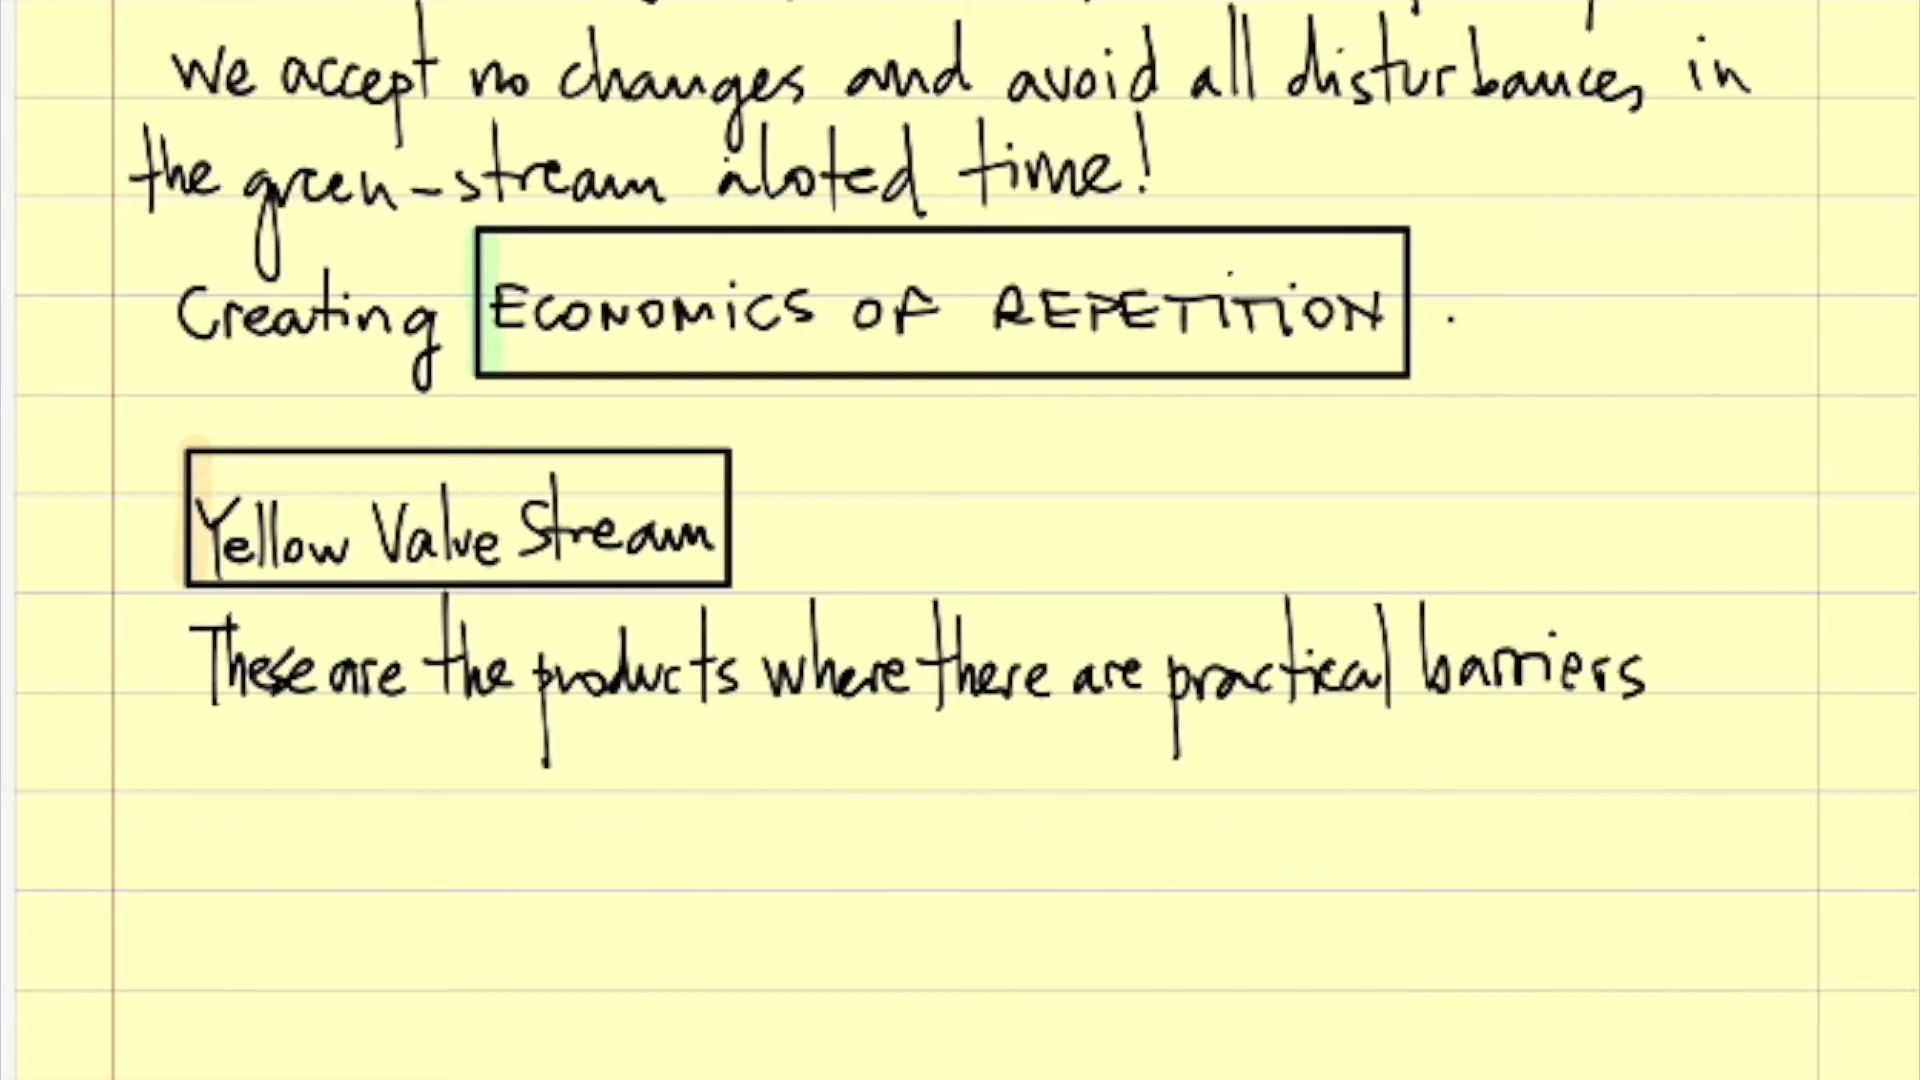 We accept no changes and avoid all disturbances in
the green-stream aloted time!
Creating ECONOMICS OF REPETITION .
Yellow Value Stream
These are the products where there are practical barriers